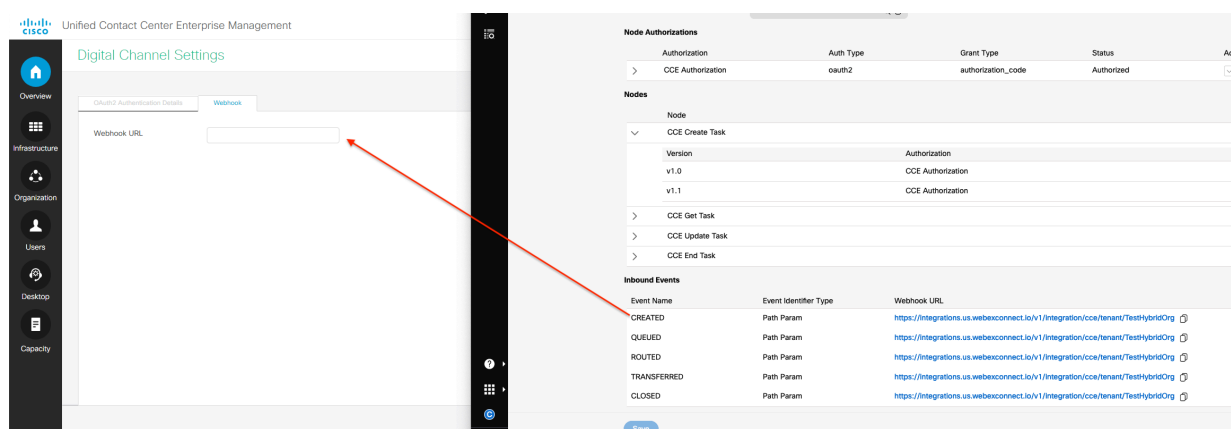 CISCO Unified Contact Center Enterprise Management
Digital Channel Settings
Overview
Infrastructure
Organization
Users
Desktop
Capacity
OAuth2 Authentication Details Webhook
Webhook URL
Node Authorizations
Authorization Auth Type Grant Type Status Ac
CCE Authorization oauth2 authorization_code Authorized
Nodes
Node
CCE Create Task
Version Authorization
v1.0 CCE Authorization
v1.1 CCE Authorization
CCE Get Task
CCE Update Task
CCE End Task
Inbound Events
Event Name Event Identifier Type Webhook URL
CREATED Path Param https://integrations.us.webexconnect.io/v1/integration/cce/tenant/TestHybridOrg
QUEUED Path Param https://integrations.us.webexconnect.io/v1/integration/cce/tenant/TestHybridOrg
ROUTED Path Param https://integrations.us.webexconnect.io/v1/integration/cce/tenant/TestHybridOrg
TRANSFERRED Path Param https://integrations.us.webexconnect.io/v1/integration/cce/tenant/TestHybridOrg
CLOSED Path Param https://integrations.us.webexconnect.io/v1/integration/cce/tenant/TestHybridOrg
Save